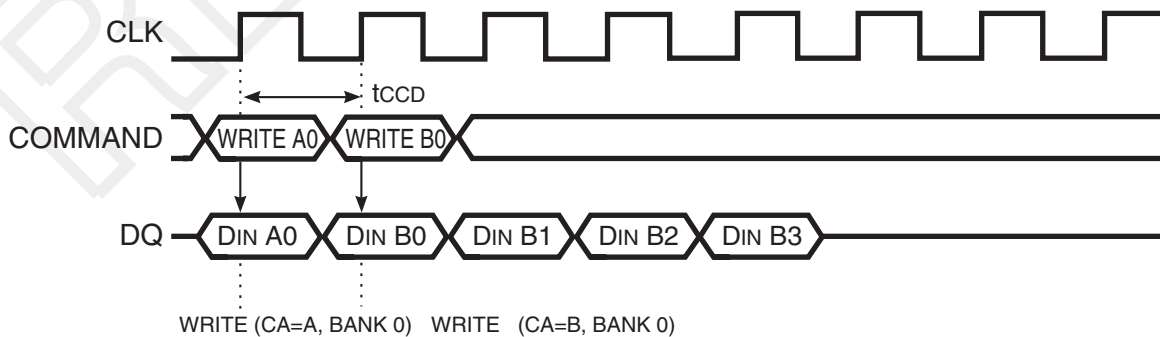 CLK
tCCD
COMMAND WRITE A0 WRITE B0
DQ DIN A0 DIN B0 DIN B1 DIN B2 DIN B3
WRITE (CA=A, BANK 0) WRITE (CA=B, BANK 0)